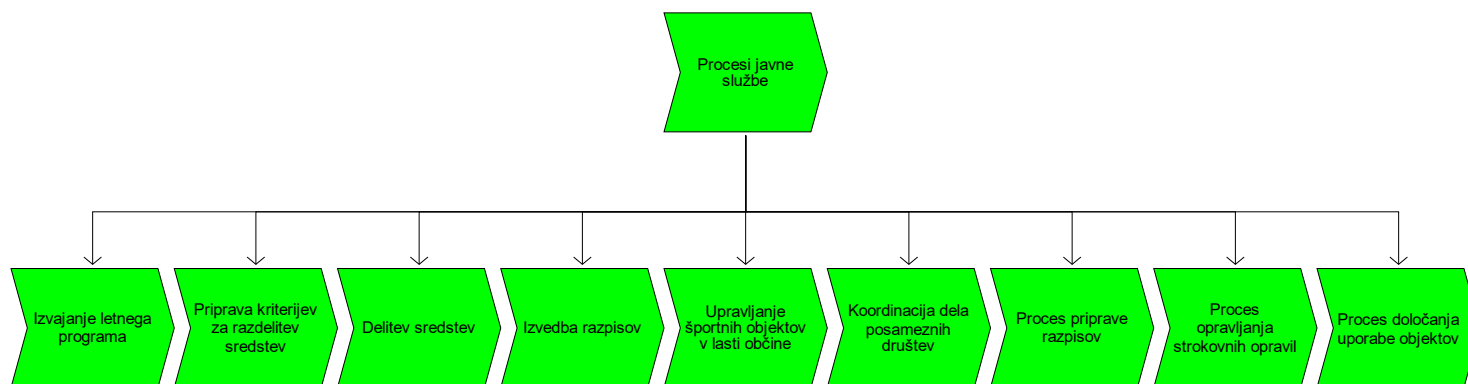 Procesi javne
službe
Izvajanje letnega
programa
Priprava kriterijev
za razdelitev
sredstev
Delitev sredstev
Izvedba razpisov
Upravljanje
športnih objektov
v lasti občine
Koordinacija dela
posameznih
društev
Proces priprave
razpisov
Proces
opravljanja
strokovnih opravil
Proces določanja
uporabe objektov